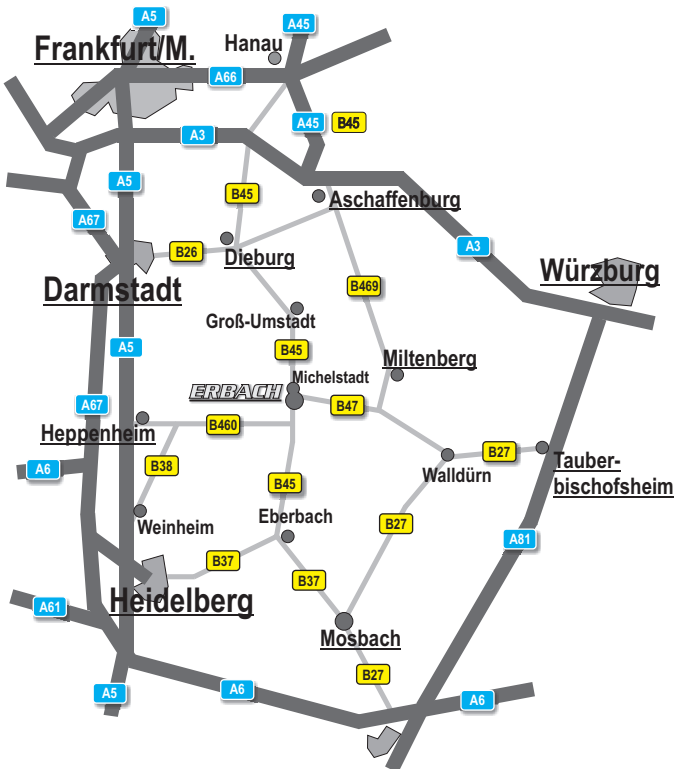 A5
A45
Hanau
Frankfurt/M.
A66
A45
B45
A3
A5
B45
Aschaffenburg
A67
A3
B26
Dieburg
Würzburg
Darmstadt
B469
Groß-Umstadt
A5
B45
Miltenberg
Michelstadt
ERBACH
A67
B47
Heppenheim
B460
B38
Walldürn
B27
Tauber-
bischofsheim
A6
B45
Weinheim
Eberbach
B27
A81
B37
B37
A61
Heidelberg
Mosbach
B27
A5
A6
A6